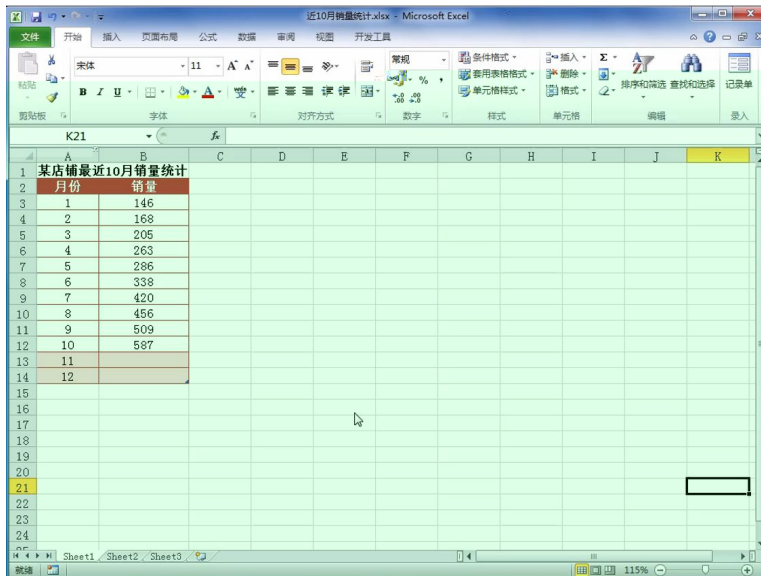 近10月销量统计.xlsx - Microsoft Excel
文件 开始 插入 页面布局 公式 数据 审阅 视图 开发工具
宋体 11 A A 常规 条件格式 插入 Σ
粘贴 B I U A 变 % , 套用表格格式 删除 排序和筛选 查找和选择 记录单
.00 .00 单元格样式 格式
剪贴板 字体 对齐方式 数字 样式 单元格 编辑 录入
K21 fx
A B C D E F G H I J K
1 某店铺最近10月销量统计
2 月份 销量
3 1 146
4 2 168
5 3 205
6 4 263
7 5 286
8 6 338
9 7 420
10 8 456
11 9 509
12 10 587
13 11
14 12
15
16
17
18
19
20
21
22
23
24
Sheet1 Sheet2 Sheet3
就绪 115%